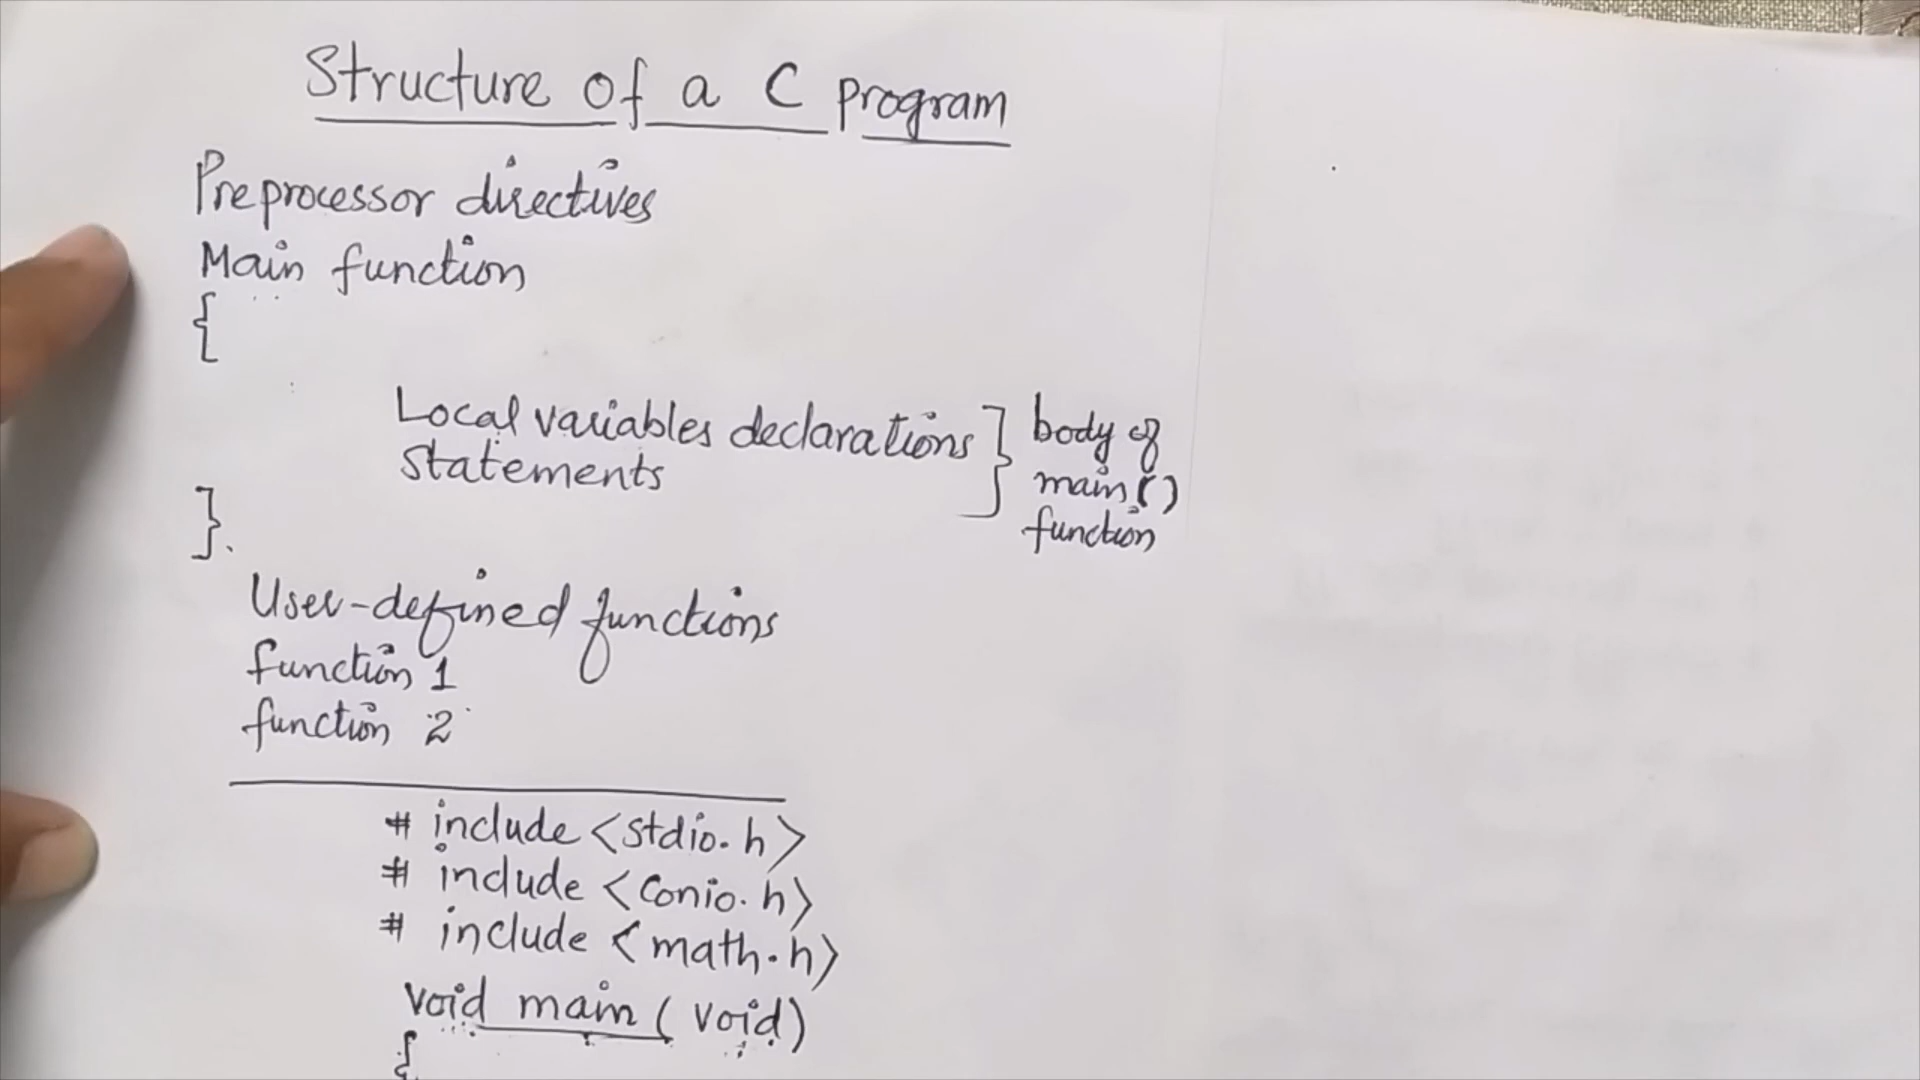 Structure of a C program
Preprocessor directives
Main function
{
Local variables declarations } body of
statements main()
function
}.
User-defined functions
function 1
function 2
# include <stdio.h>
# include <conio.h>
# include <math.h>
void main (void)
{